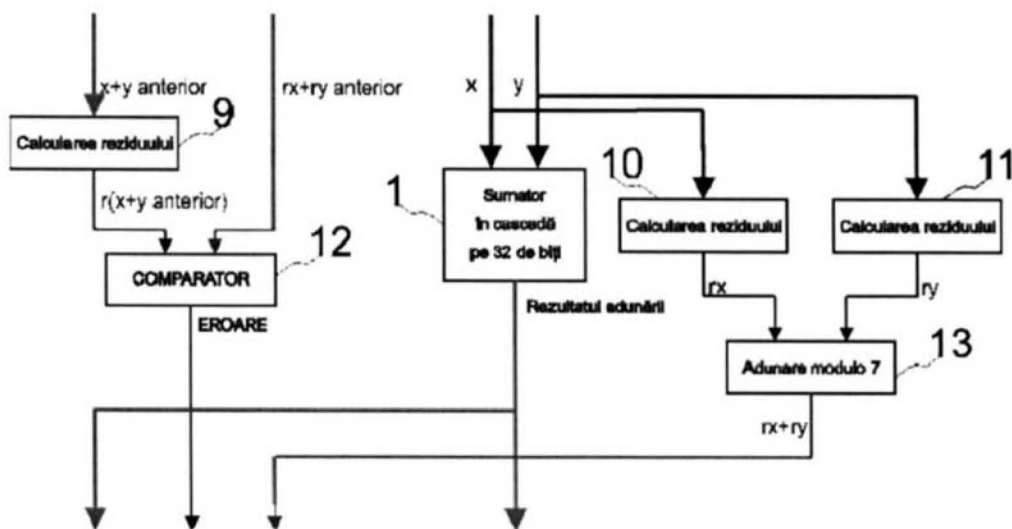 x+y anterior
rx+ry anterior
9
Calcularea reziduului
r(x+y anterior)
12
COMPARATOR
EROARE
x
y
1
Sumator
în cascadă
pe 32 de biți
Rezultatul adunării
10
Calcularea reziduului
11
Calcularea reziduului
rx
ry
13
Adunare modulo 7
rx+ry